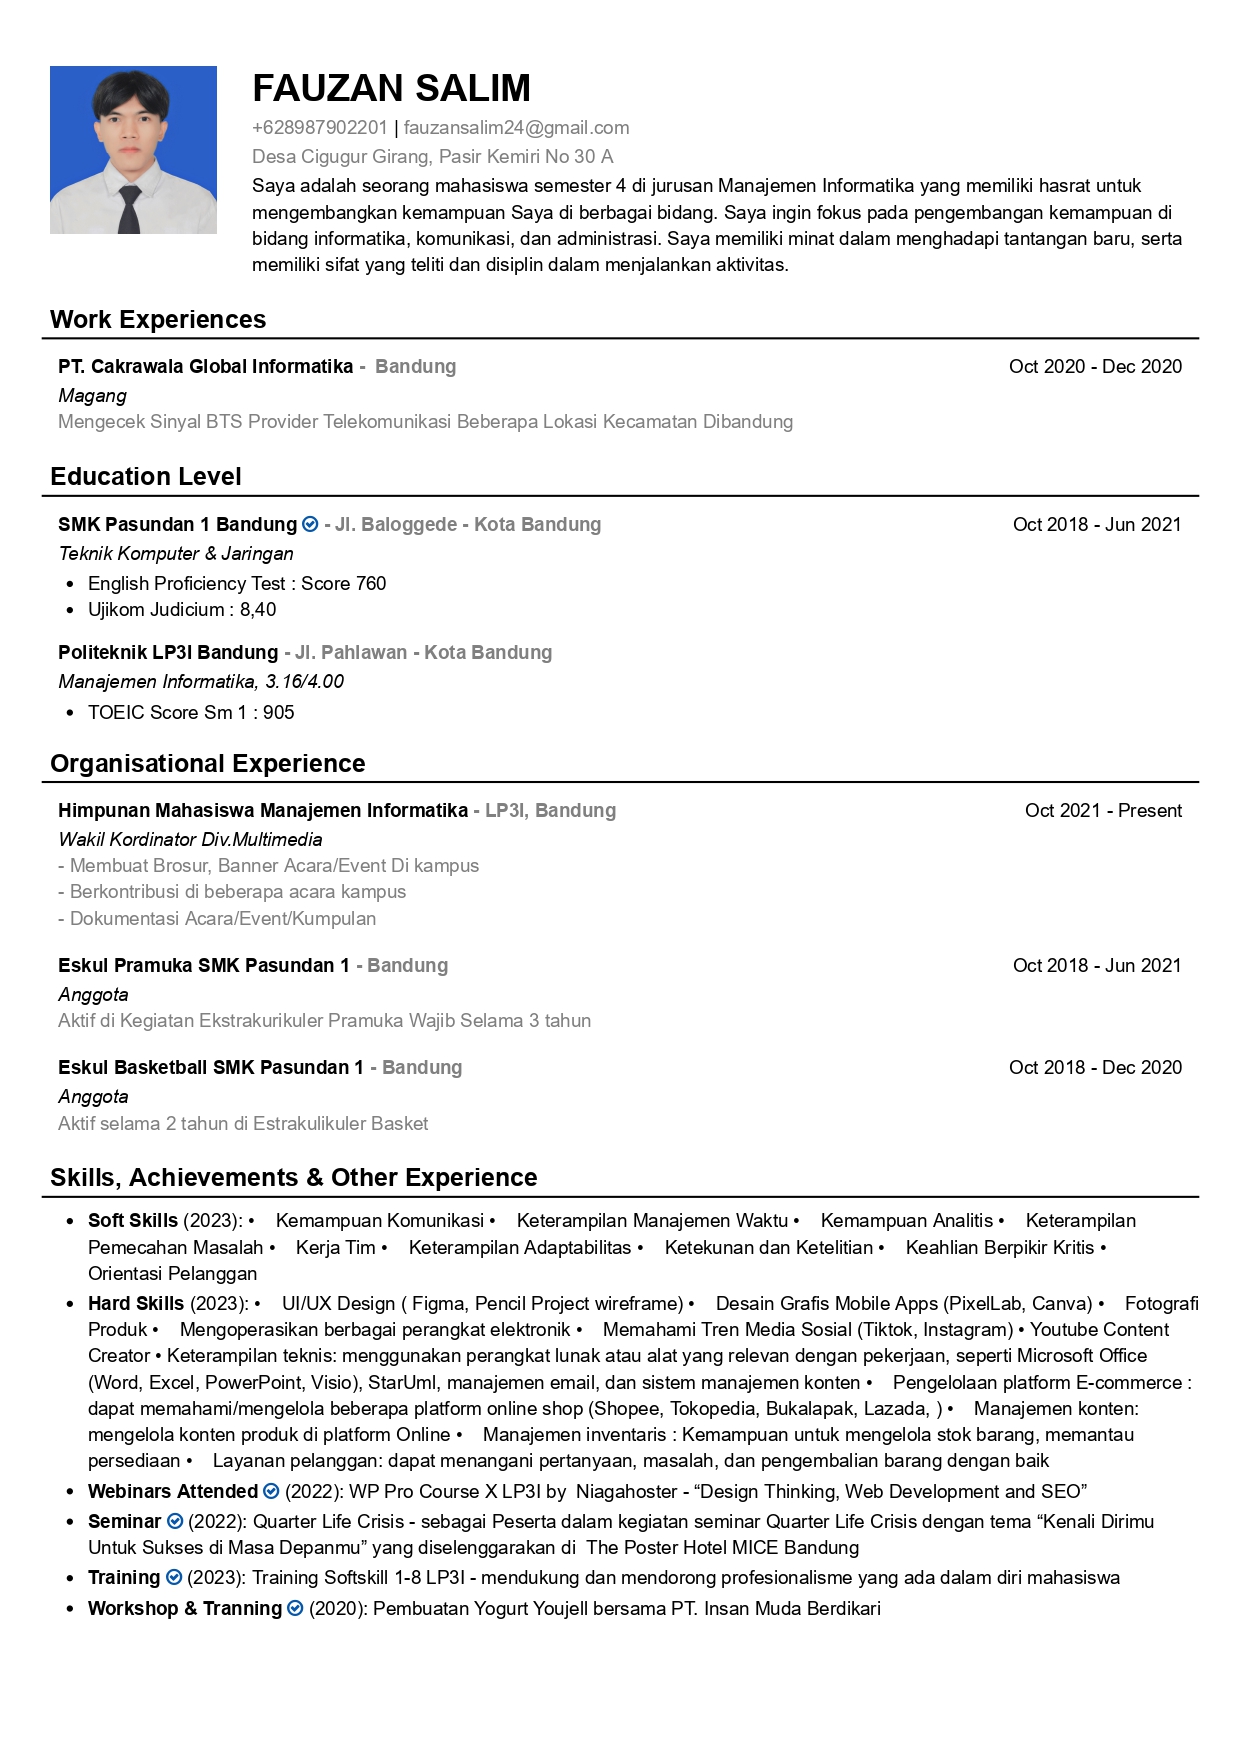 FAUZAN SALIM
+628987902201 | fauzansalim24@gmail.com
Desa Cigugur Girang, Pasir Kemiri No 30 A
Saya adalah seorang mahasiswa semester 4 di jurusan Manajemen Informatika yang memiliki hasrat untuk
mengembangkan kemampuan Saya di berbagai bidang. Saya ingin fokus pada pengembangan kemampuan di
bidang informatika, komunikasi, dan administrasi. Saya memiliki minat dalam menghadapi tantangan baru, serta
memiliki sifat yang teliti dan disiplin dalam menjalankan aktivitas.
Work Experiences
PT. Cakrawala Global Informatika - Bandung Oct 2020 - Dec 2020
Magang
Mengecek Sinyal BTS Provider Telekomunikasi Beberapa Lokasi Kecamatan Dibandung
Education Level
SMK Pasundan 1 Bandung - Jl. Baloggede - Kota Bandung Oct 2018 - Jun 2021
Teknik Komputer & Jaringan
• English Proficiency Test : Score 760
• Ujikom Judicium : 8,40
Politeknik LP3I Bandung - Jl. Pahlawan - Kota Bandung
Manajemen Informatika, 3.16/4.00
• TOEIC Score Sm 1 : 905
Organisational Experience
Himpunan Mahasiswa Manajemen Informatika - LP3I, Bandung Oct 2021 - Present
Wakil Kordinator Div.Multimedia
- Membuat Brosur, Banner Acara/Event Di kampus
- Berkontribusi di beberapa acara kampus
- Dokumentasi Acara/Event/Kumpulan
Eskul Pramuka SMK Pasundan 1 - Bandung Oct 2018 - Jun 2021
Anggota
Aktif di Kegiatan Ekstrakurikuler Pramuka Wajib Selama 3 tahun
Eskul Basketball SMK Pasundan 1 - Bandung Oct 2018 - Dec 2020
Anggota
Aktif selama 2 tahun di Estrakulikuler Basket
Skills, Achievements & Other Experience
• Soft Skills (2023): • Kemampuan Komunikasi • Keterampilan Manajemen Waktu • Kemampuan Analitis • Keterampilan
Pemecahan Masalah • Kerja Tim • Keterampilan Adaptabilitas • Ketekunan dan Ketelitian • Keahlian Berpikir Kritis •
Orientasi Pelanggan
• Hard Skills (2023): • UI/UX Design ( Figma, Pencil Project wireframe) • Desain Grafis Mobile Apps (PixelLab, Canva) • Fotografi
Produk • Mengoperasikan berbagai perangkat elektronik • Memahami Tren Media Sosial (Tiktok, Instagram) • Youtube Content
Creator • Keterampilan teknis: menggunakan perangkat lunak atau alat yang relevan dengan pekerjaan, seperti Microsoft Office
(Word, Excel, PowerPoint, Visio), StarUml, manajemen email, dan sistem manajemen konten • Pengelolaan platform E-commerce :
dapat memahami/mengelola beberapa platform online shop (Shopee, Tokopedia, Bukalapak, Lazada, ) • Manajemen konten:
mengelola konten produk di platform Online • Manajemen inventaris : Kemampuan untuk mengelola stok barang, memantau
persediaan • Layanan pelanggan: dapat menangani pertanyaan, masalah, dan pengembalian barang dengan baik
• Webinars Attended (2022): WP Pro Course X LP3I by Niagahoster - “Design Thinking, Web Development and SEO”
• Seminar (2022): Quarter Life Crisis - sebagai Peserta dalam kegiatan seminar Quarter Life Crisis dengan tema “Kenali Dirimu
Untuk Sukses di Masa Depanmu” yang diselenggarakan di The Poster Hotel MICE Bandung
• Training (2023): Training Softskill 1-8 LP3I - mendukung dan mendorong profesionalisme yang ada dalam diri mahasiswa
• Workshop & Tranning (2020): Pembuatan Yogurt Youjell bersama PT. Insan Muda Berdikari